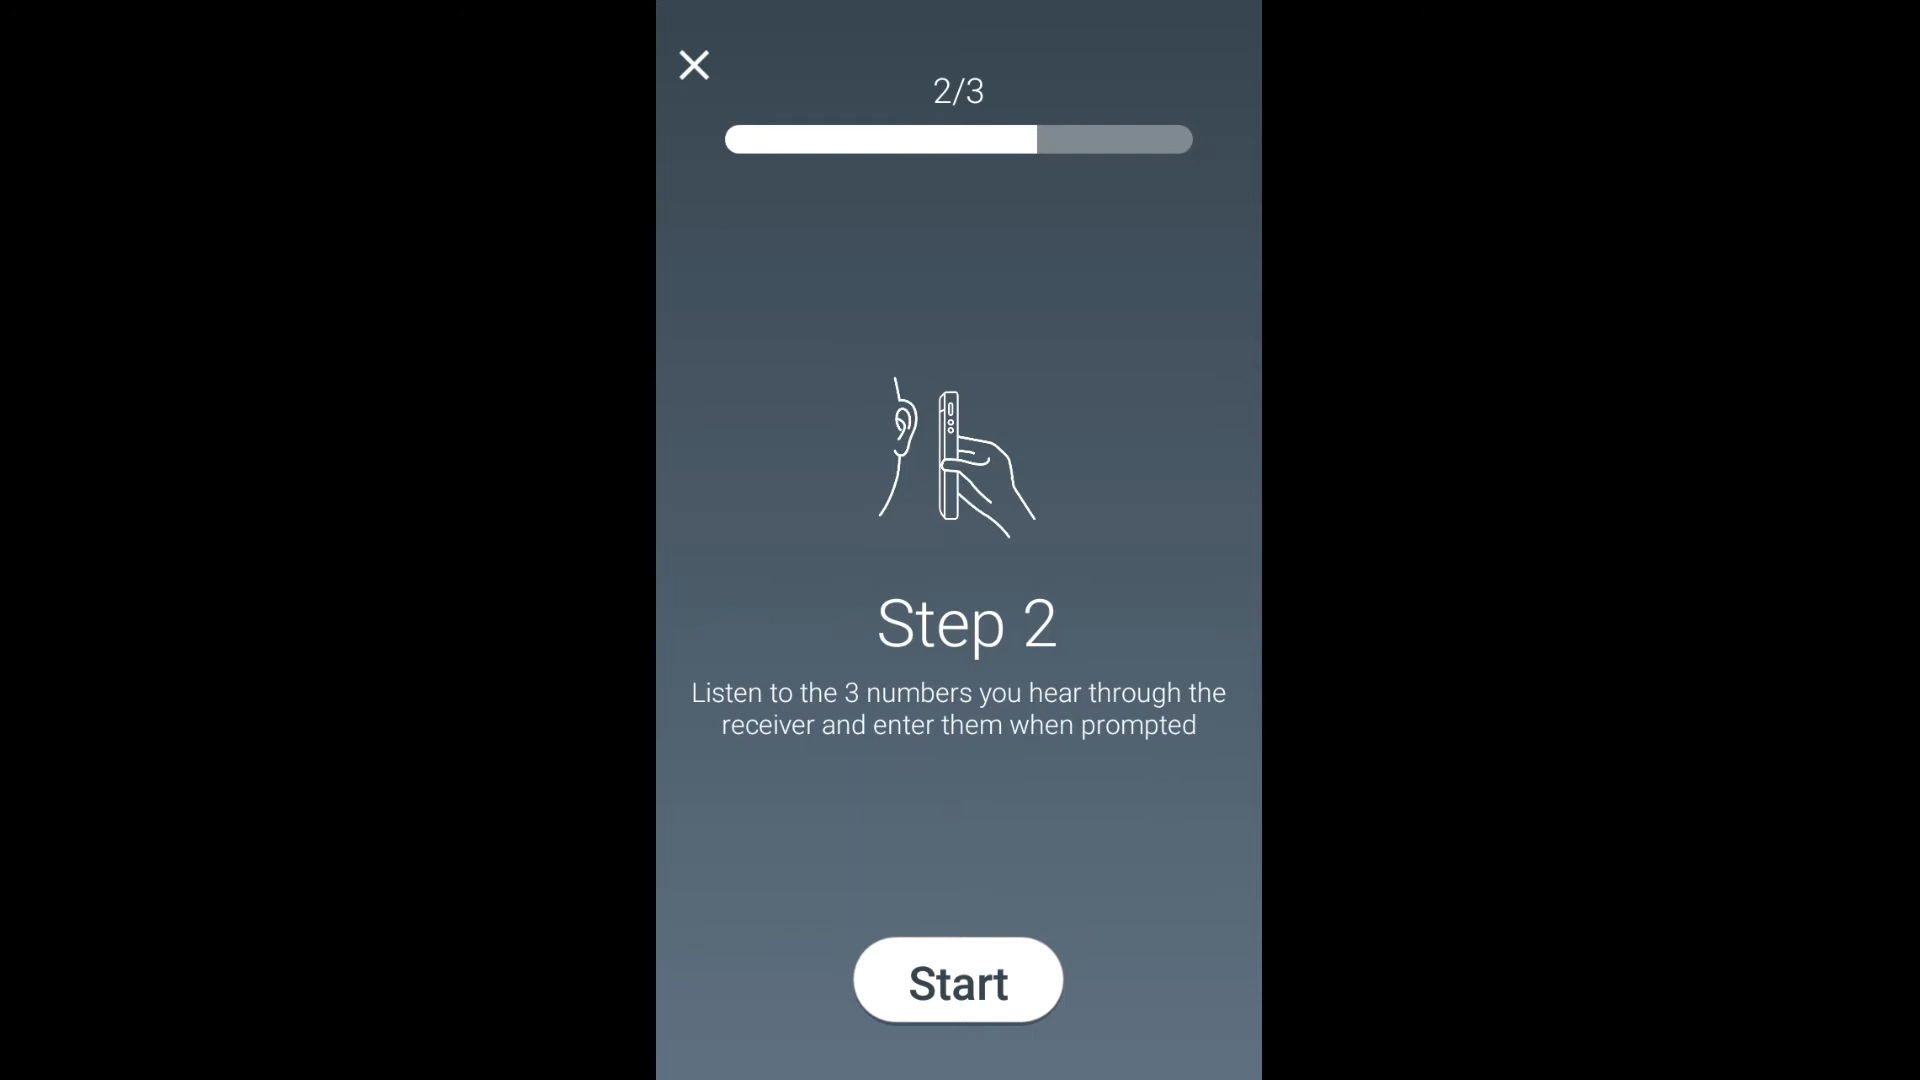 2/3
Step 2
Listen to the 3 numbers you hear through the
receiver and enter them when prompted
Start